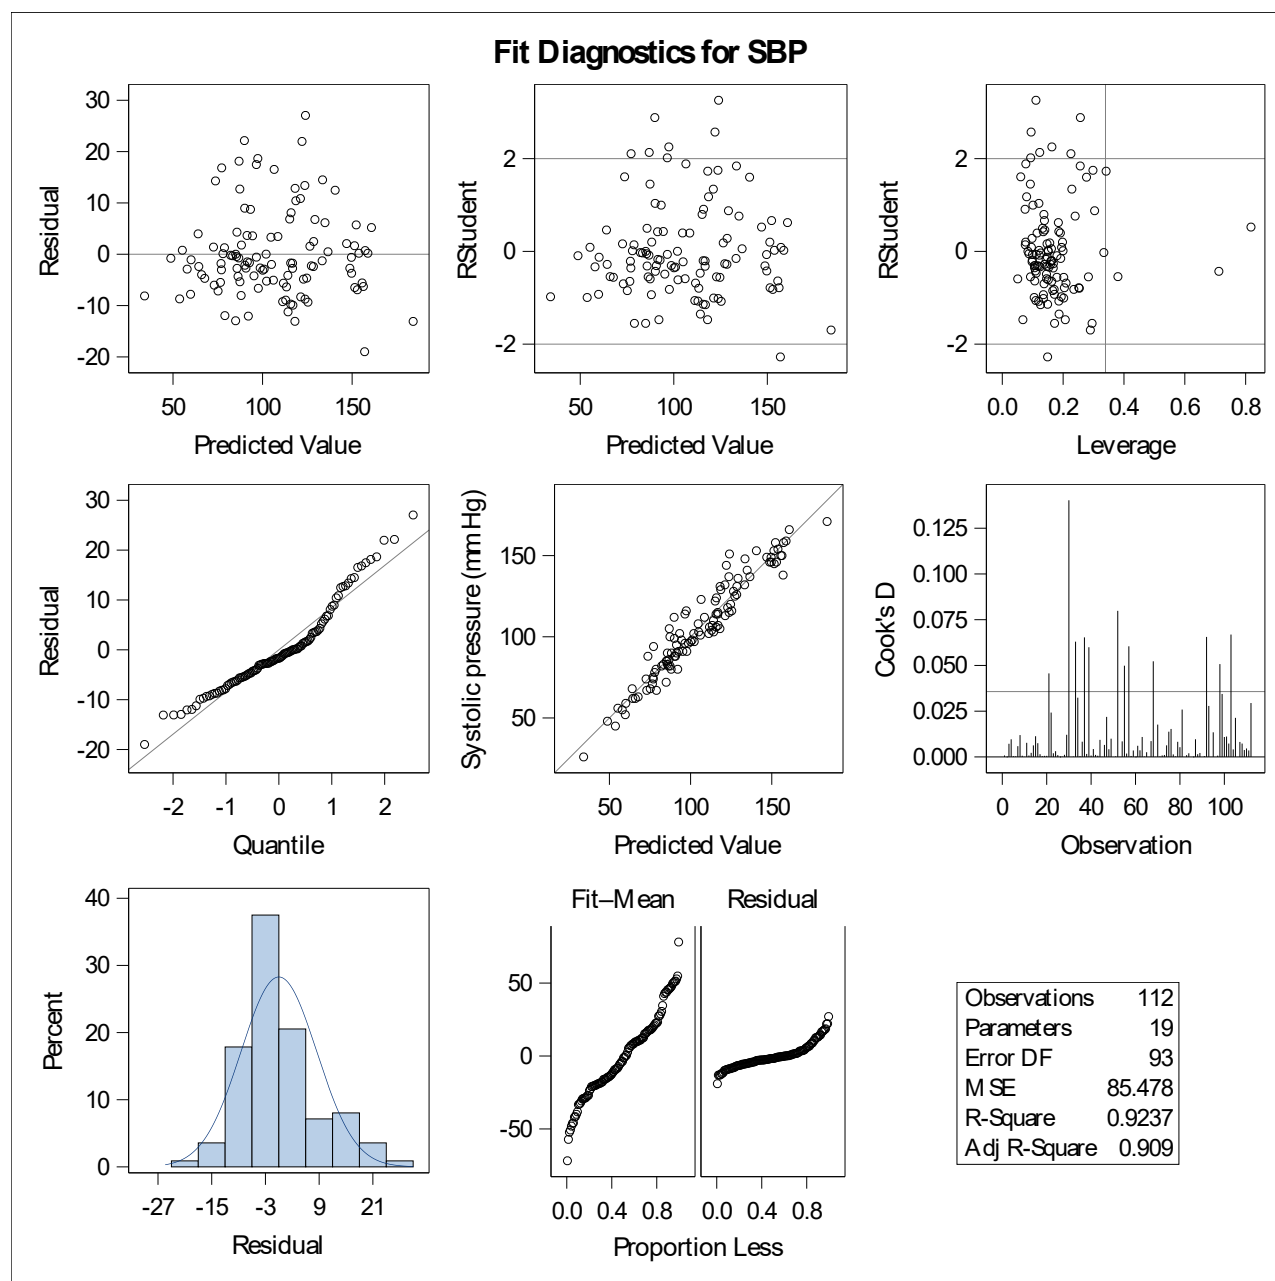 Fit Diagnostics for SBP
30
20
10
0
-10
-20
Residual
50 100 150
Predicted Value
2
0
-2
RStudent
50 100 150
Predicted Value
2
0
-2
RStudent
0.0 0.2 0.4 0.6 0.8
Leverage
30
20
10
0
-10
-20
Residual
-2 -1 0 1 2
Quantile
150
100
50
Systolic pressure (mm Hg)
50 100 150
Predicted Value
0.125
0.100
0.075
0.050
0.025
0.000
Cook's D
0 20 40 60 80 100
Observation
40
30
20
10
0
Percent
-27 -15 -3 9 21
Residual
Fit–Mean Residual
50
0
-50
0.0 0.4 0.8 0.0 0.4 0.8
Proportion Less
Observations 112
Parameters 19
Error DF 93
MSE 85.478
R-Square 0.9237
Adj R-Square 0.909